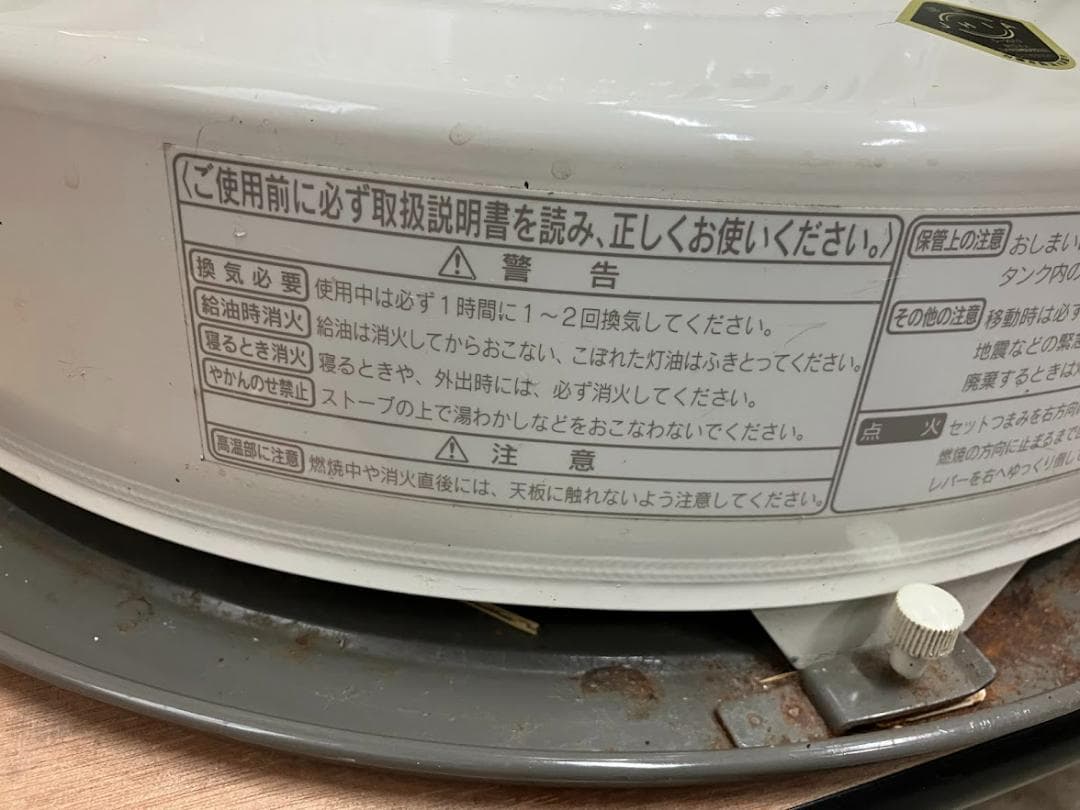 〈ご使用前に必ず取扱説明書を読み、正しくお使いください。〉
警告
換気必要 使用中は必ず1時間に1～2回換気してください。
給油時消火 給油は消火してからおこない、こぼれた灯油はふきとってください。
寝るとき消火 寝るときや、外出時には、必ず消火してください。
やかんのせ禁止 ストーブの上で湯わかしなどをおこなわないでください。
注意
高温部に注意 燃焼中や消火直後には、天板に触れないよう注意してください。
保管上の注意 おしまい
タンク内の
その他の注意 移動時は必ず
地震などの緊急
廃棄するときは
点火 セットつまみを右方向
燃焼の方向に止まるまで
レバーを右へゆっくり倒し